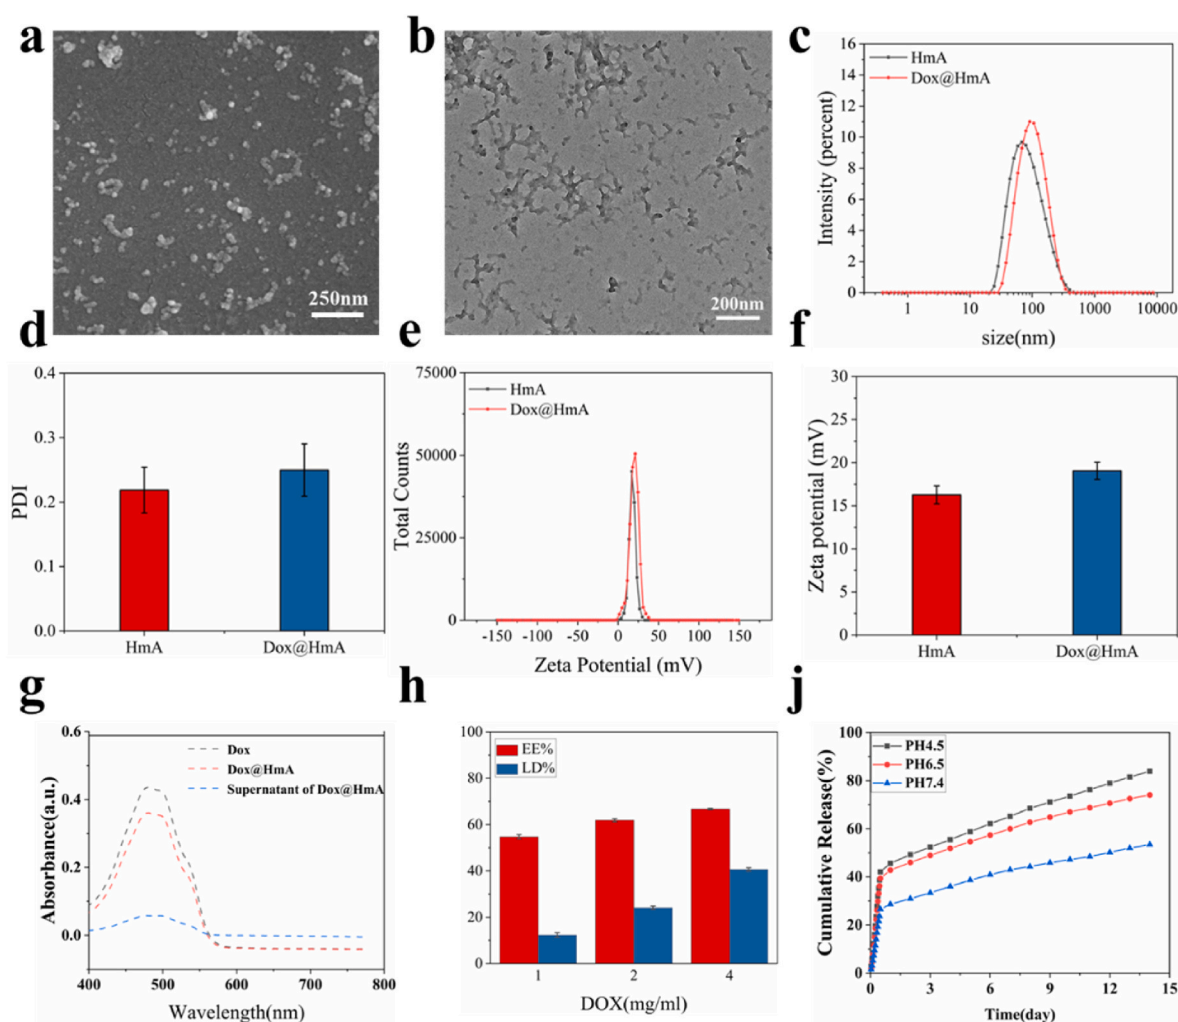 a
250nm
b
200nm
c
HmA
Dox@HmA
16
14
12
10
8
6
4
2
0
Intensity (percent)
1
10
100
1000
10000
size(nm)
d
0.4
0.3
0.2
0.1
0.0
PDI
HmA
Dox@HmA
e
75000
50000
25000
0
Total Counts
HmA
Dox@HmA
-150
-100
-50
0
50
100
150
Zeta Potential (mV)
f
30
25
20
15
10
5
0
Zeta potential (mV)
HmA
Dox@HmA
g
0.6
0.4
0.2
0.0
Absorbance(a.u.)
Dox
Dox@HmA
Supernatant of Dox@HmA
400
500
600
700
800
Wavelength(nm)
h
100
80
60
40
20
0
EE%
LD%
1
2
4
DOX(mg/ml)
j
100
80
60
40
20
0
Cumulative Release(%)
PH4.5
PH6.5
PH7.4
0
3
6
9
12
15
Time(day)